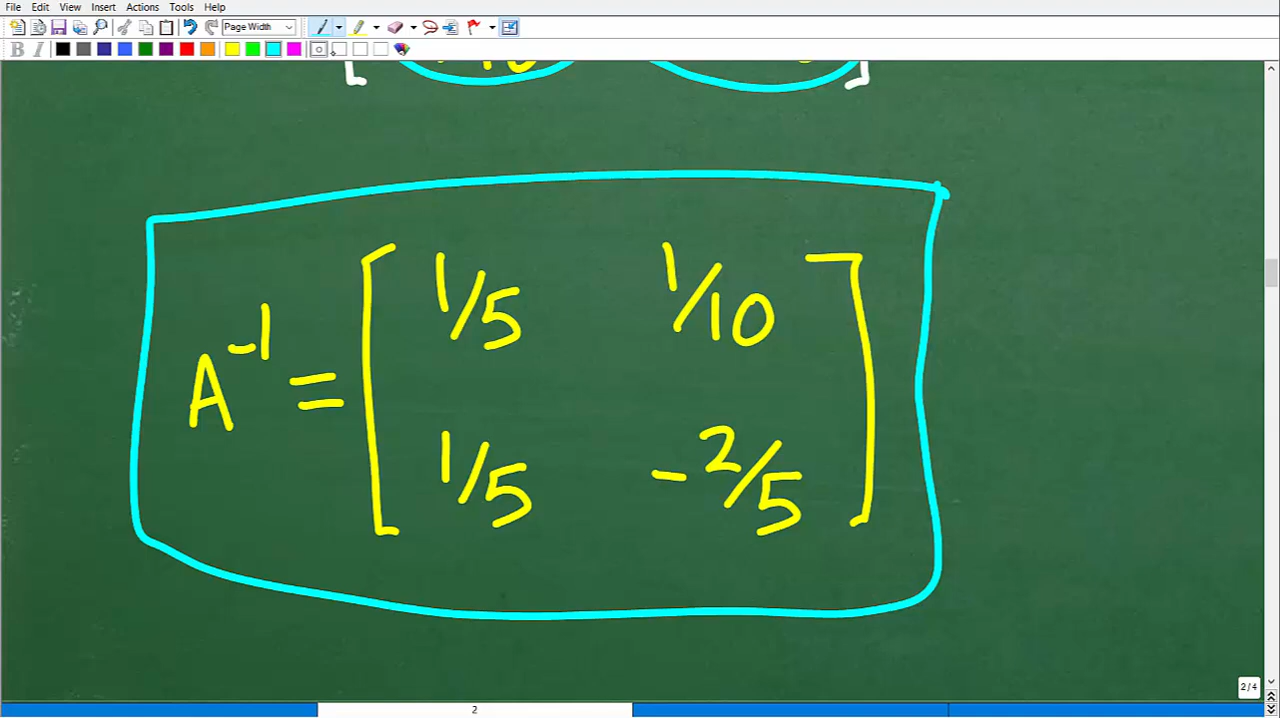 File Edit View Insert Actions Tools Help
Page Width
B I
10
A⁻¹ = [ 1/5 1/10
1/5 -2/5 ]
2/4
2